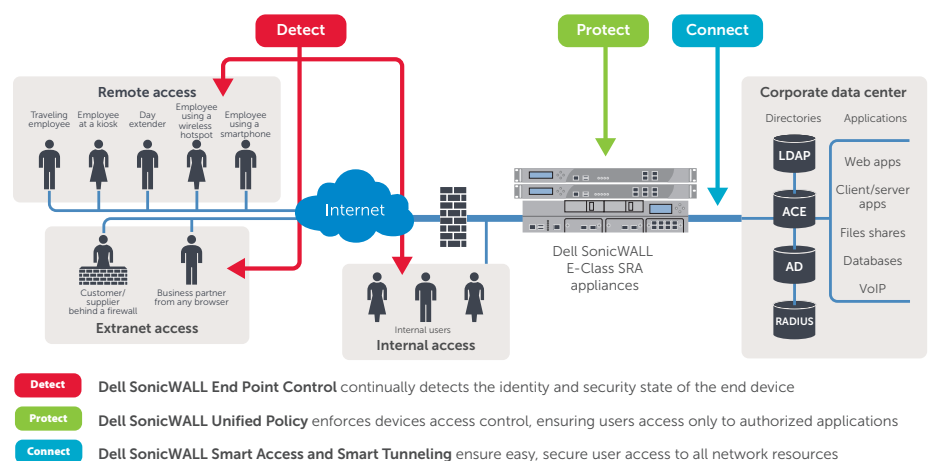 Detect
Protect
Connect
Remote access
Traveling
employee
Employee
at a kiosk
Day
extender
Employee
using a
wireless
hotspot
Employee
using a
smartphone
Internet
Customer/
supplier
behind a firewall
Business partner
from any browser
Extranet access
Internal users
Internal access
Dell SonicWALL
E-Class SRA
appliances
Corporate data center
Directories
Applications
LDAP
ACE
AD
RADIUS
Web apps
Client/server
apps
Files shares
Databases
VoIP
Detect Dell SonicWALL End Point Control continually detects the identity and security state of the end device
Protect Dell SonicWALL Unified Policy enforces devices access control, ensuring users access only to authorized applications
Connect Dell SonicWALL Smart Access and Smart Tunneling ensure easy, secure user access to all network resources